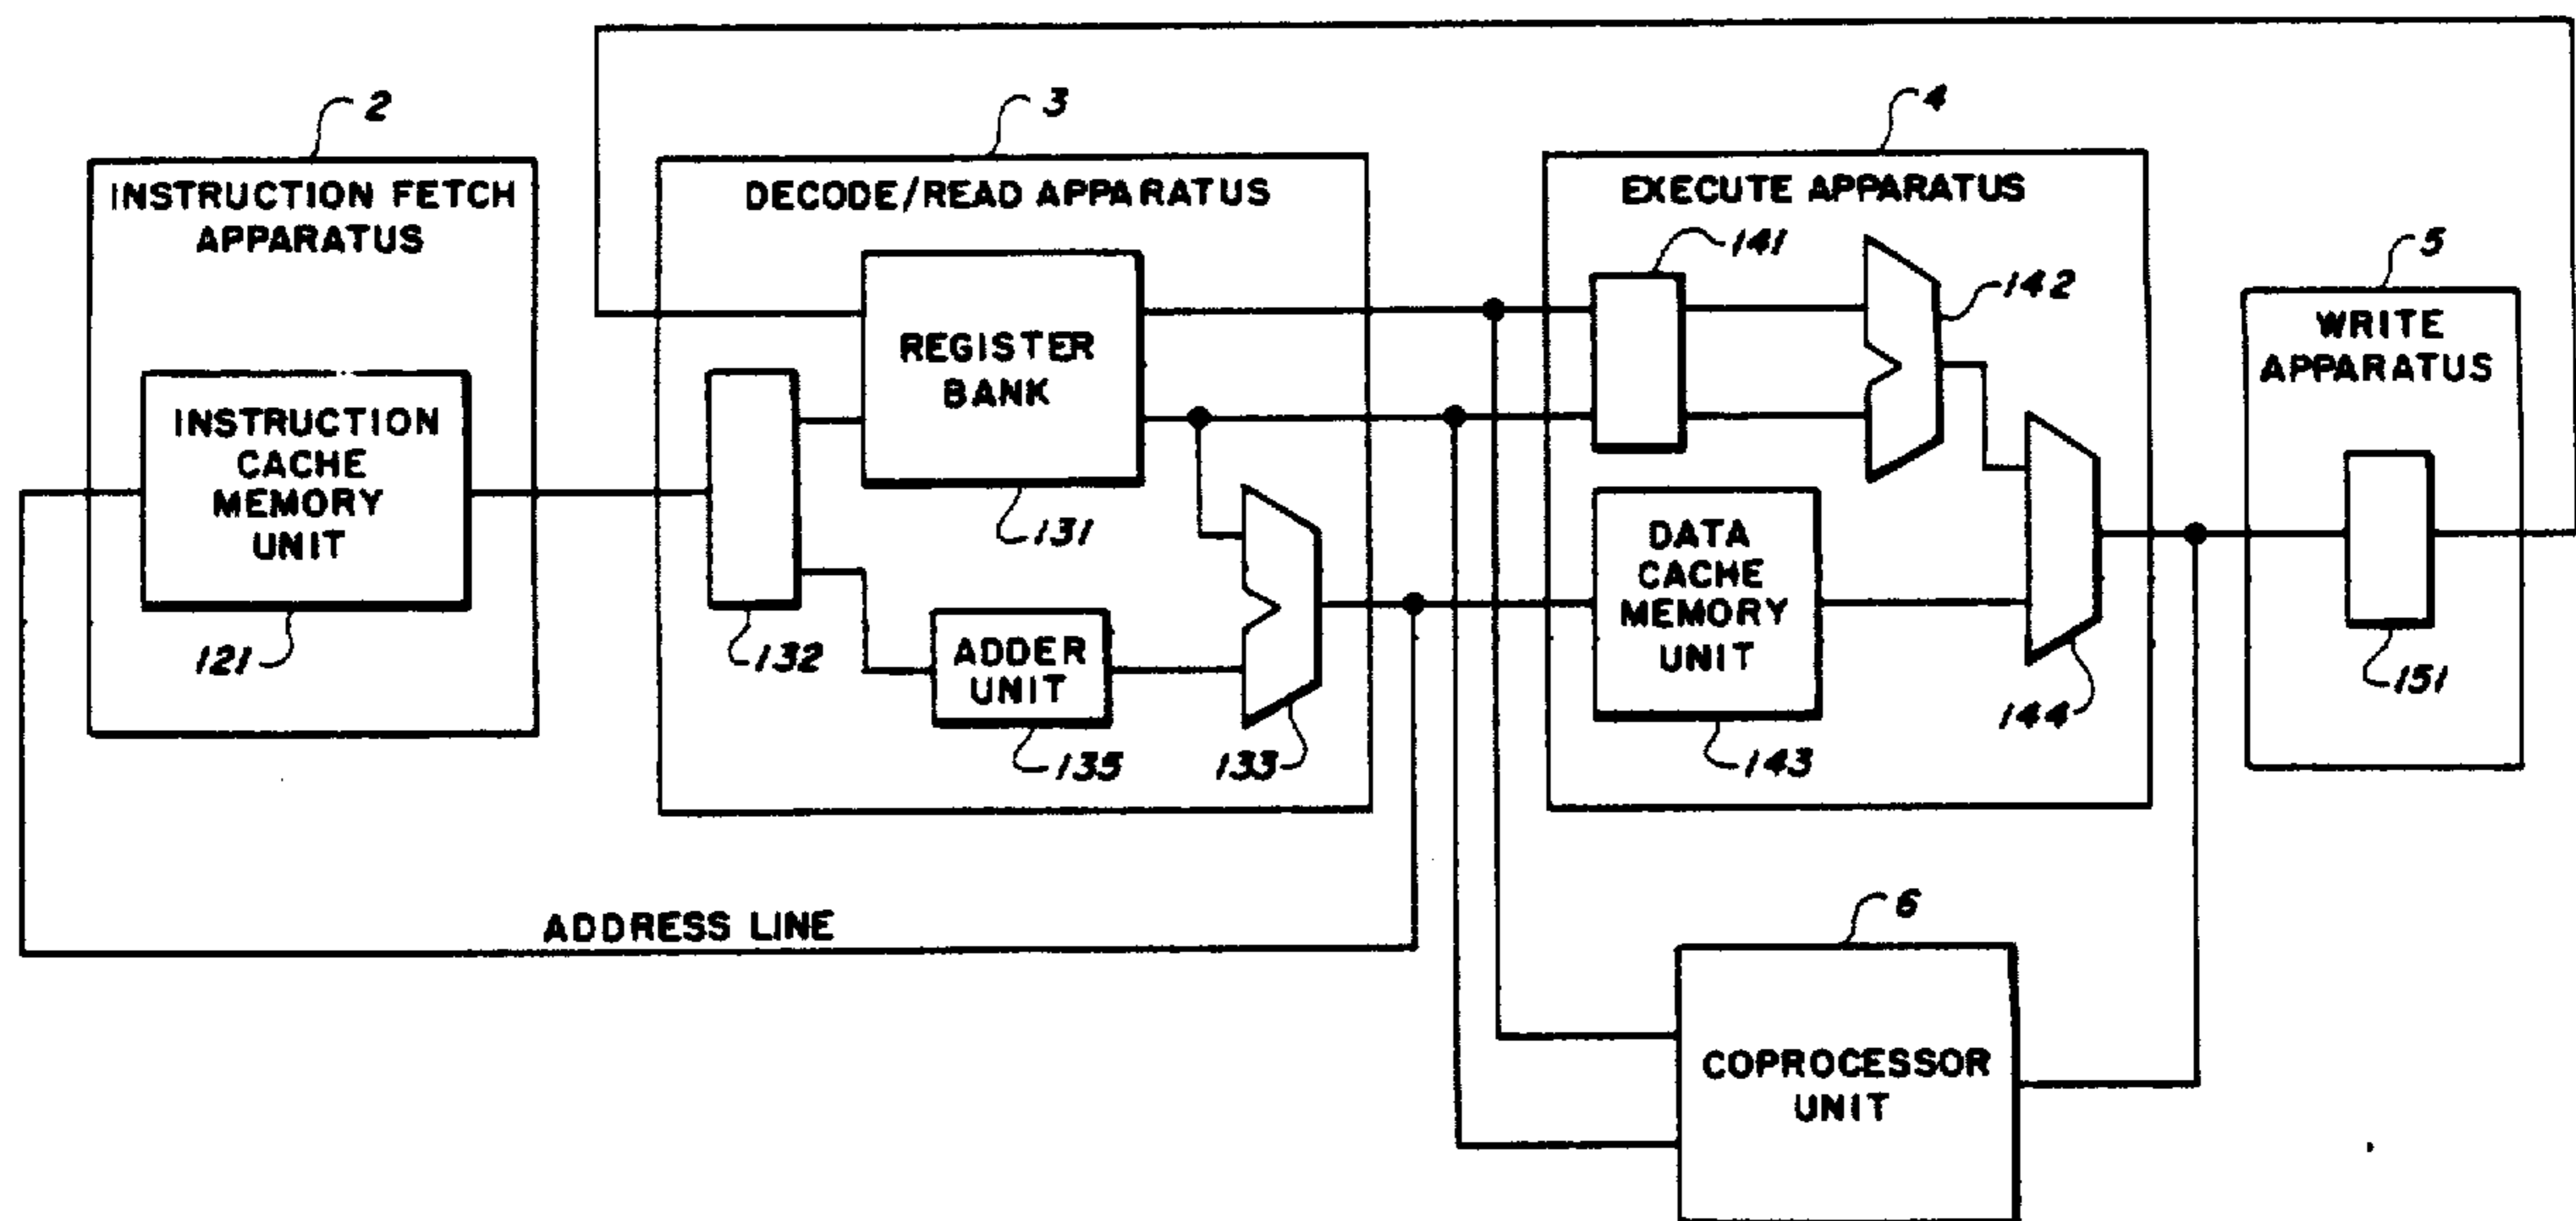 2
INSTRUCTION FETCH
APPARATUS
INSTRUCTION
CACHE
MEMORY
UNIT
121
3
DECODE/READ APPARATUS
REGISTER
BANK
131
132
ADDER
UNIT
135
133
4
EXECUTE APPARATUS
141
142
DATA
CACHE
MEMORY
UNIT
143
144
5
WRITE
APPARATUS
151
ADDRESS LINE
6
COPROCESSOR
UNIT